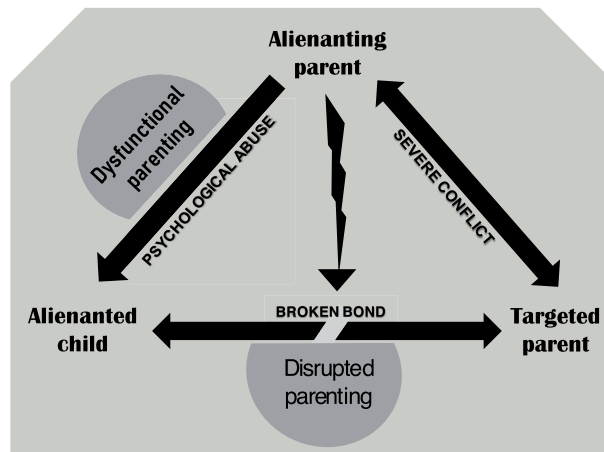 Alienanting
parent
Dysfunctional
parenting
PSYCHOLOGICAL ABUSE
SEVERE CONFLICT
Alienanted
child
BROKEN BOND
Targeted
parent
Disrupted
parenting